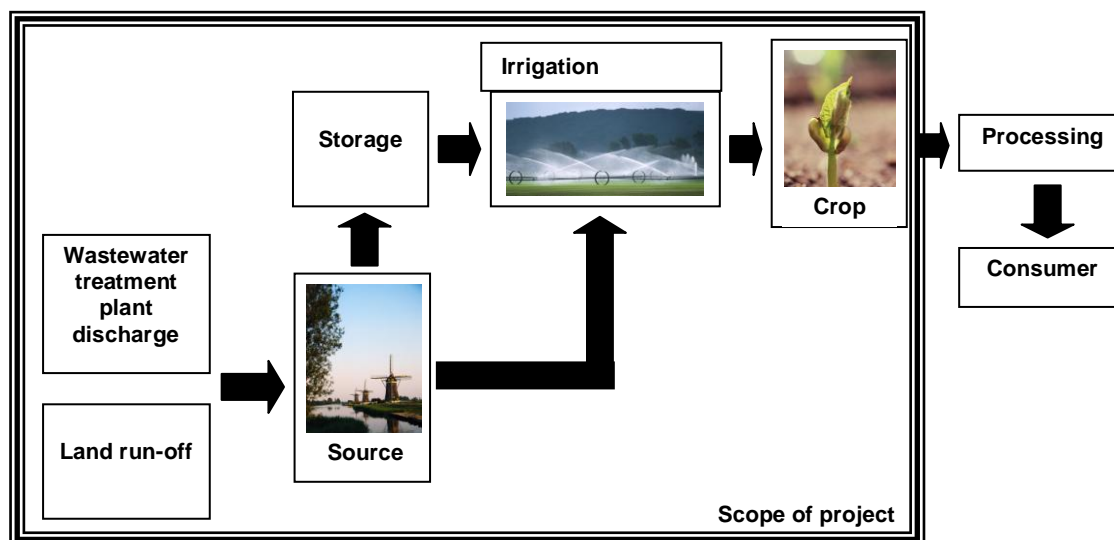 Irrigation
Storage
Crop
Processing
Consumer
Wastewater
treatment
plant
discharge
Land run-off
Source
Scope of project